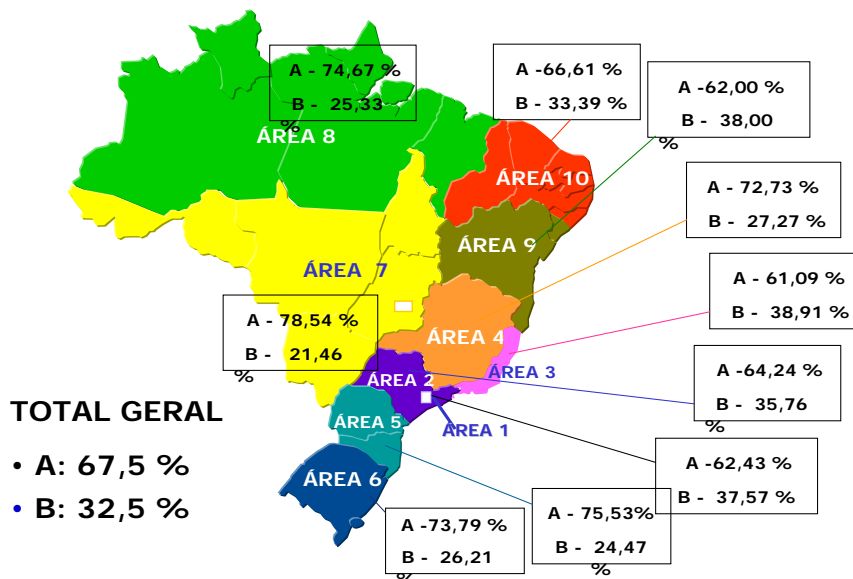 A - 74,67 %
B - 25,33
%
ÁREA 8
A -66,61 %
B - 33,39 %
A -62,00 %
B - 38,00
%
ÁREA 10
A - 72,73 %
B - 27,27 %
ÁREA 9
ÁREA 7
A - 61,09 %
B - 38,91 %
A - 78,54 %
B - 21,46
%
ÁREA 4
ÁREA 3
A -64,24 %
B - 35,76
%
ÁREA 2
TOTAL GERAL
ÁREA 5
ÁREA 1
• A: 67,5 %
• B: 32,5 %
ÁREA 6
A -62,43 %
B - 37,57 %
A -73,79 %
B - 26,21
%
A - 75,53%
B - 24,47
%